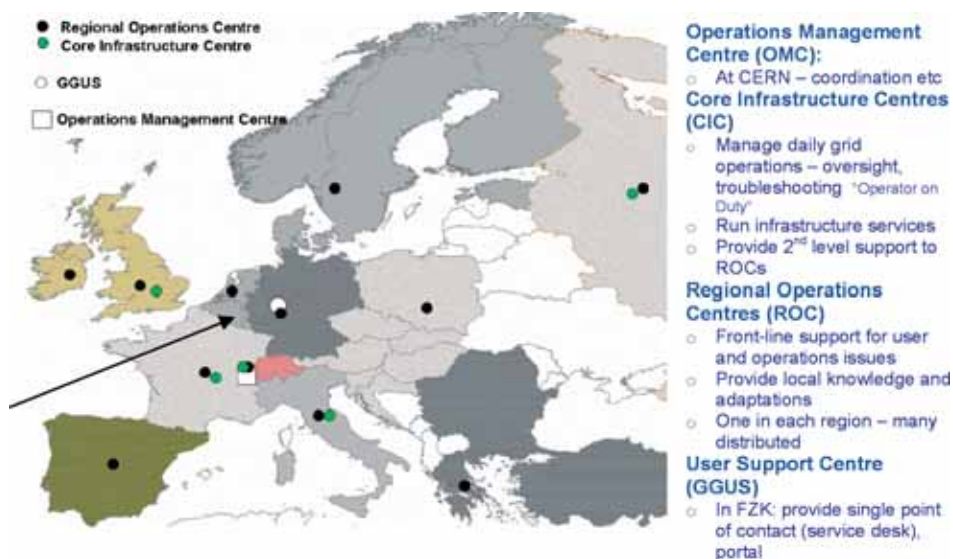 Regional Operations Centre
Core Infrastructure Centre
GGUS
Operations Management Centre
Operations Management
Centre (OMC):
At CERN – coordination etc
Core Infrastructure Centres
(CIC)
Manage daily grid
operations – oversight,
troubleshooting "Operator on
Duty"
Run infrastructure services
Provide 2nd level support to
ROCs
Regional Operations
Centres (ROC)
Front-line support for user
and operations issues
Provide local knowledge and
adaptations
One in each region – many
distributed
User Support Centre
(GGUS)
In FZK: provide single point
of contact (service desk),
portal